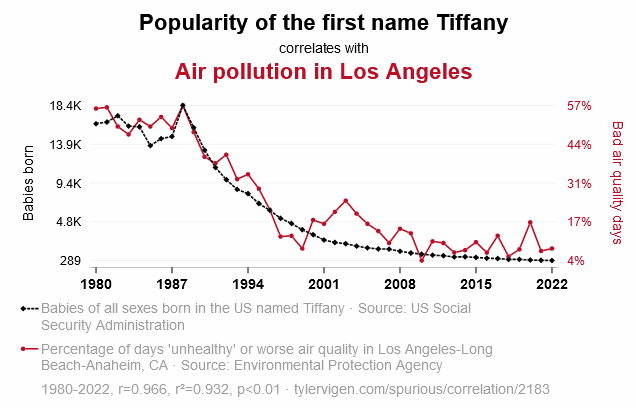 Popularity of the first name Tiffany
correlates with
Air pollution in Los Angeles
18.4K
13.9K
9.4K
4.8K
289
Babies born
57%
44%
31%
17%
4%
Bad air quality days
1980 1987 1994 2001 2008 2015 2022
Babies of all sexes born in the US named Tiffany · Source: US Social
Security Administration
Percentage of days 'unhealthy' or worse air quality in Los Angeles-Long
Beach-Anaheim, CA · Source: Environmental Protection Agency
1980-2022, r=0.966, r²=0.932, p<0.01 · tylervigen.com/spurious/correlation/2183